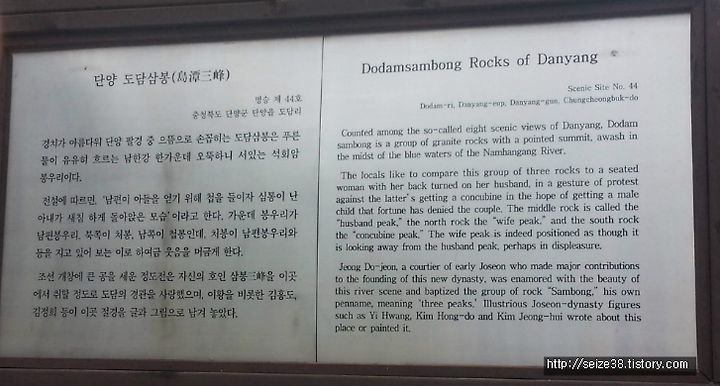 단양 도담삼봉(島潭三峰)
명승 제 44호
충청북도 단양군 단양읍 도담리
경치가 아름다워 단양 팔경 중 으뜸으로 손꼽히는 도담삼봉은 푸른
물이 유유히 흐르는 남한강 한가운데 오뚝하니 서있는 석회암
봉우리이다.
전설에 따르면, '남편이 아들을 얻기 위해 첩을 들이자 심통이 난
아내가 새침 하게 돌아앉은 모습'이라고 한다. 가운데 봉우리가
남편봉우리, 북쪽이 처봉, 남쪽이 첩봉인데, 처봉이 남편봉우리와
등을 지고 있어 보는 이로 하여금 웃음을 머금게 한다.
조선 개창에 큰 공을 세운 정도전은 자신의 호인 삼봉三峰을 이곳
에서 취할 정도로 도담의 경관을 사랑했으며, 이황을 비롯한 김홍도,
김정희 등이 이곳 절경을 글과 그림으로 남겨 놓았다.
Dodamsambong Rocks of Danyang
Scenic Site No. 44
Dodam-ri, Danyang-eup, Danyang-gun, Chungcheongbuk-do
Counted among the so-called eight scenic views of Danyang, Dodam
sambong is a group of granite rocks with a pointed summit, awash in
the midst of the blue waters of the Namhangang River.
The locals like to compare this group of three rocks to a seated
woman with her back turned on her husband, in a gesture of protest
against the latter's getting a concubine in the hope of getting a male
child that fortune has denied the couple. The middle rock is called the
"husband peak," the north rock the "wife peak," and the south rock
the "concubine peak." The wife peak is indeed positioned as though it
is looking away from the husband peak, perhaps in displeasure.
Jeong Do-jeon, a courtier of early Joseon who made major contributions
to the founding of this new dynasty, was enamored with the beauty of
this river scene and baptized the group of rock "Sambong," his own
penname, meaning 'three peaks.' Illustrious Joseon-dynasty figures
such as Yi Hwang, Kim Hong-do and Kim Jeong-hui wrote about this
place or painted it.
http://seize38.tistory.com